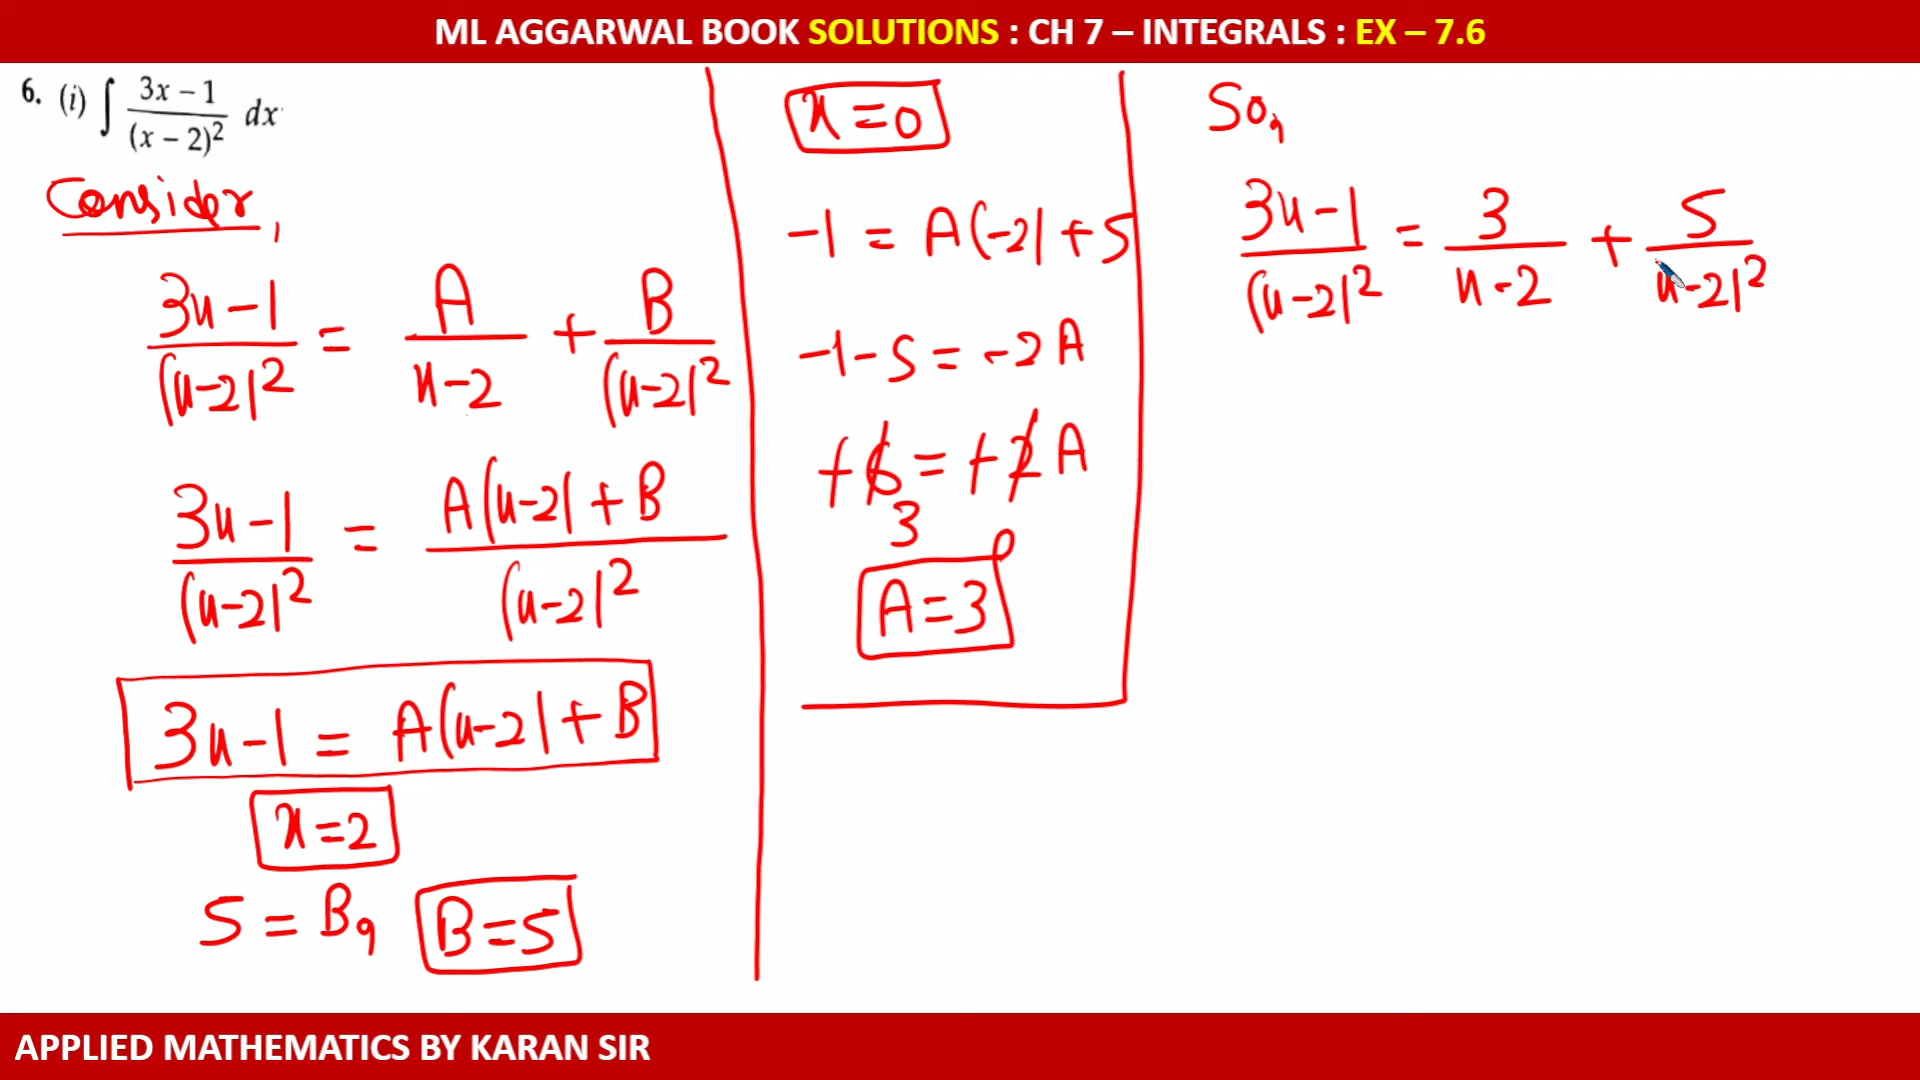 ML AGGARWAL BOOK SOLUTIONS : CH 7 – INTEGRALS : EX – 7.6
6. (i) ∫ (3x – 1)/(x – 2)² dx
Consider,
(3x-1)/(x-2)² = A/(x-2) + B/(x-2)²
(3x-1)/(x-2)² = (A(x-2) + B)/(x-2)²
3x-1 = A(x-2) + B
x=2
5 = B, B=5
x=0
-1 = A(-2) + 5
-1-5 = -2A
+6 = +2A
3
A=3
So,
(3x-1)/(x-2)² = 3/(x-2) + 5/(x-2)²
APPLIED MATHEMATICS BY KARAN SIR